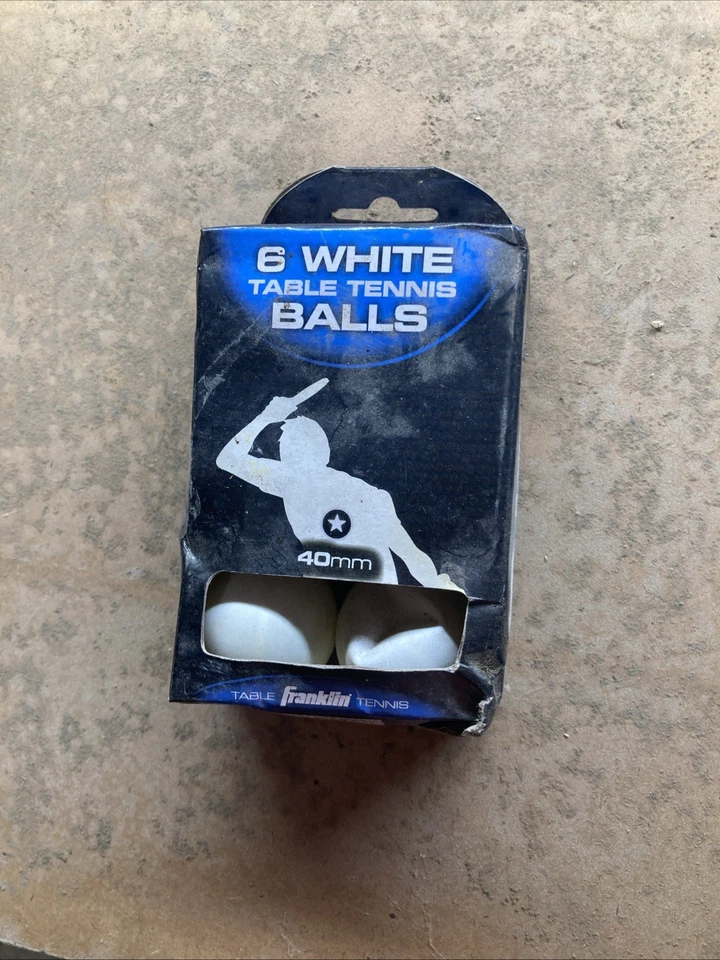 6 WHITE
TABLE TENNIS
BALLS
40mm
TABLE Franklin TENNIS